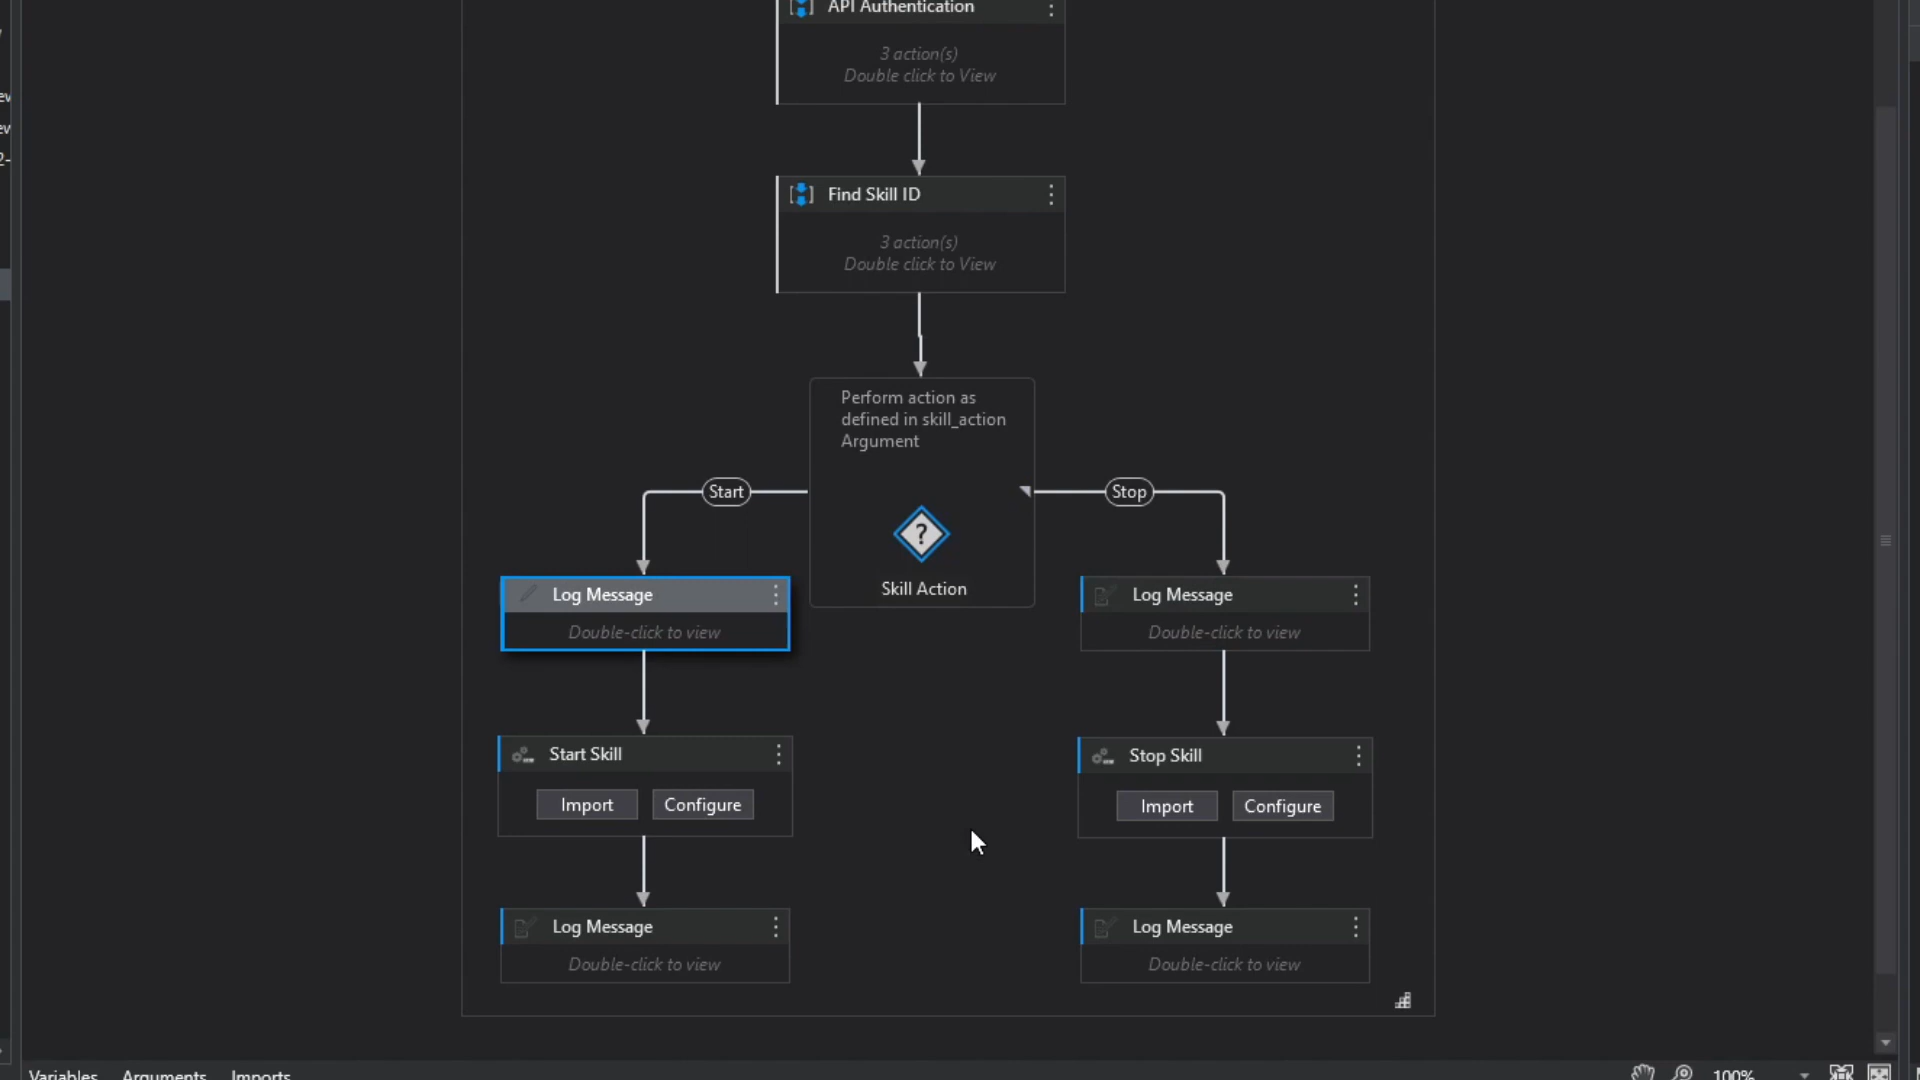 API Authentication
3 action(s)
Double click to View
Find Skill ID
3 action(s)
Double click to View
Perform action as
defined in skill_action
Argument
Start
Stop
?
Skill Action
Log Message
Double-click to view
Log Message
Double-click to view
Start Skill
Import
Configure
Stop Skill
Import
Configure
Log Message
Double-click to view
Log Message
Double-click to view
Variables
Arguments
Imports
100%